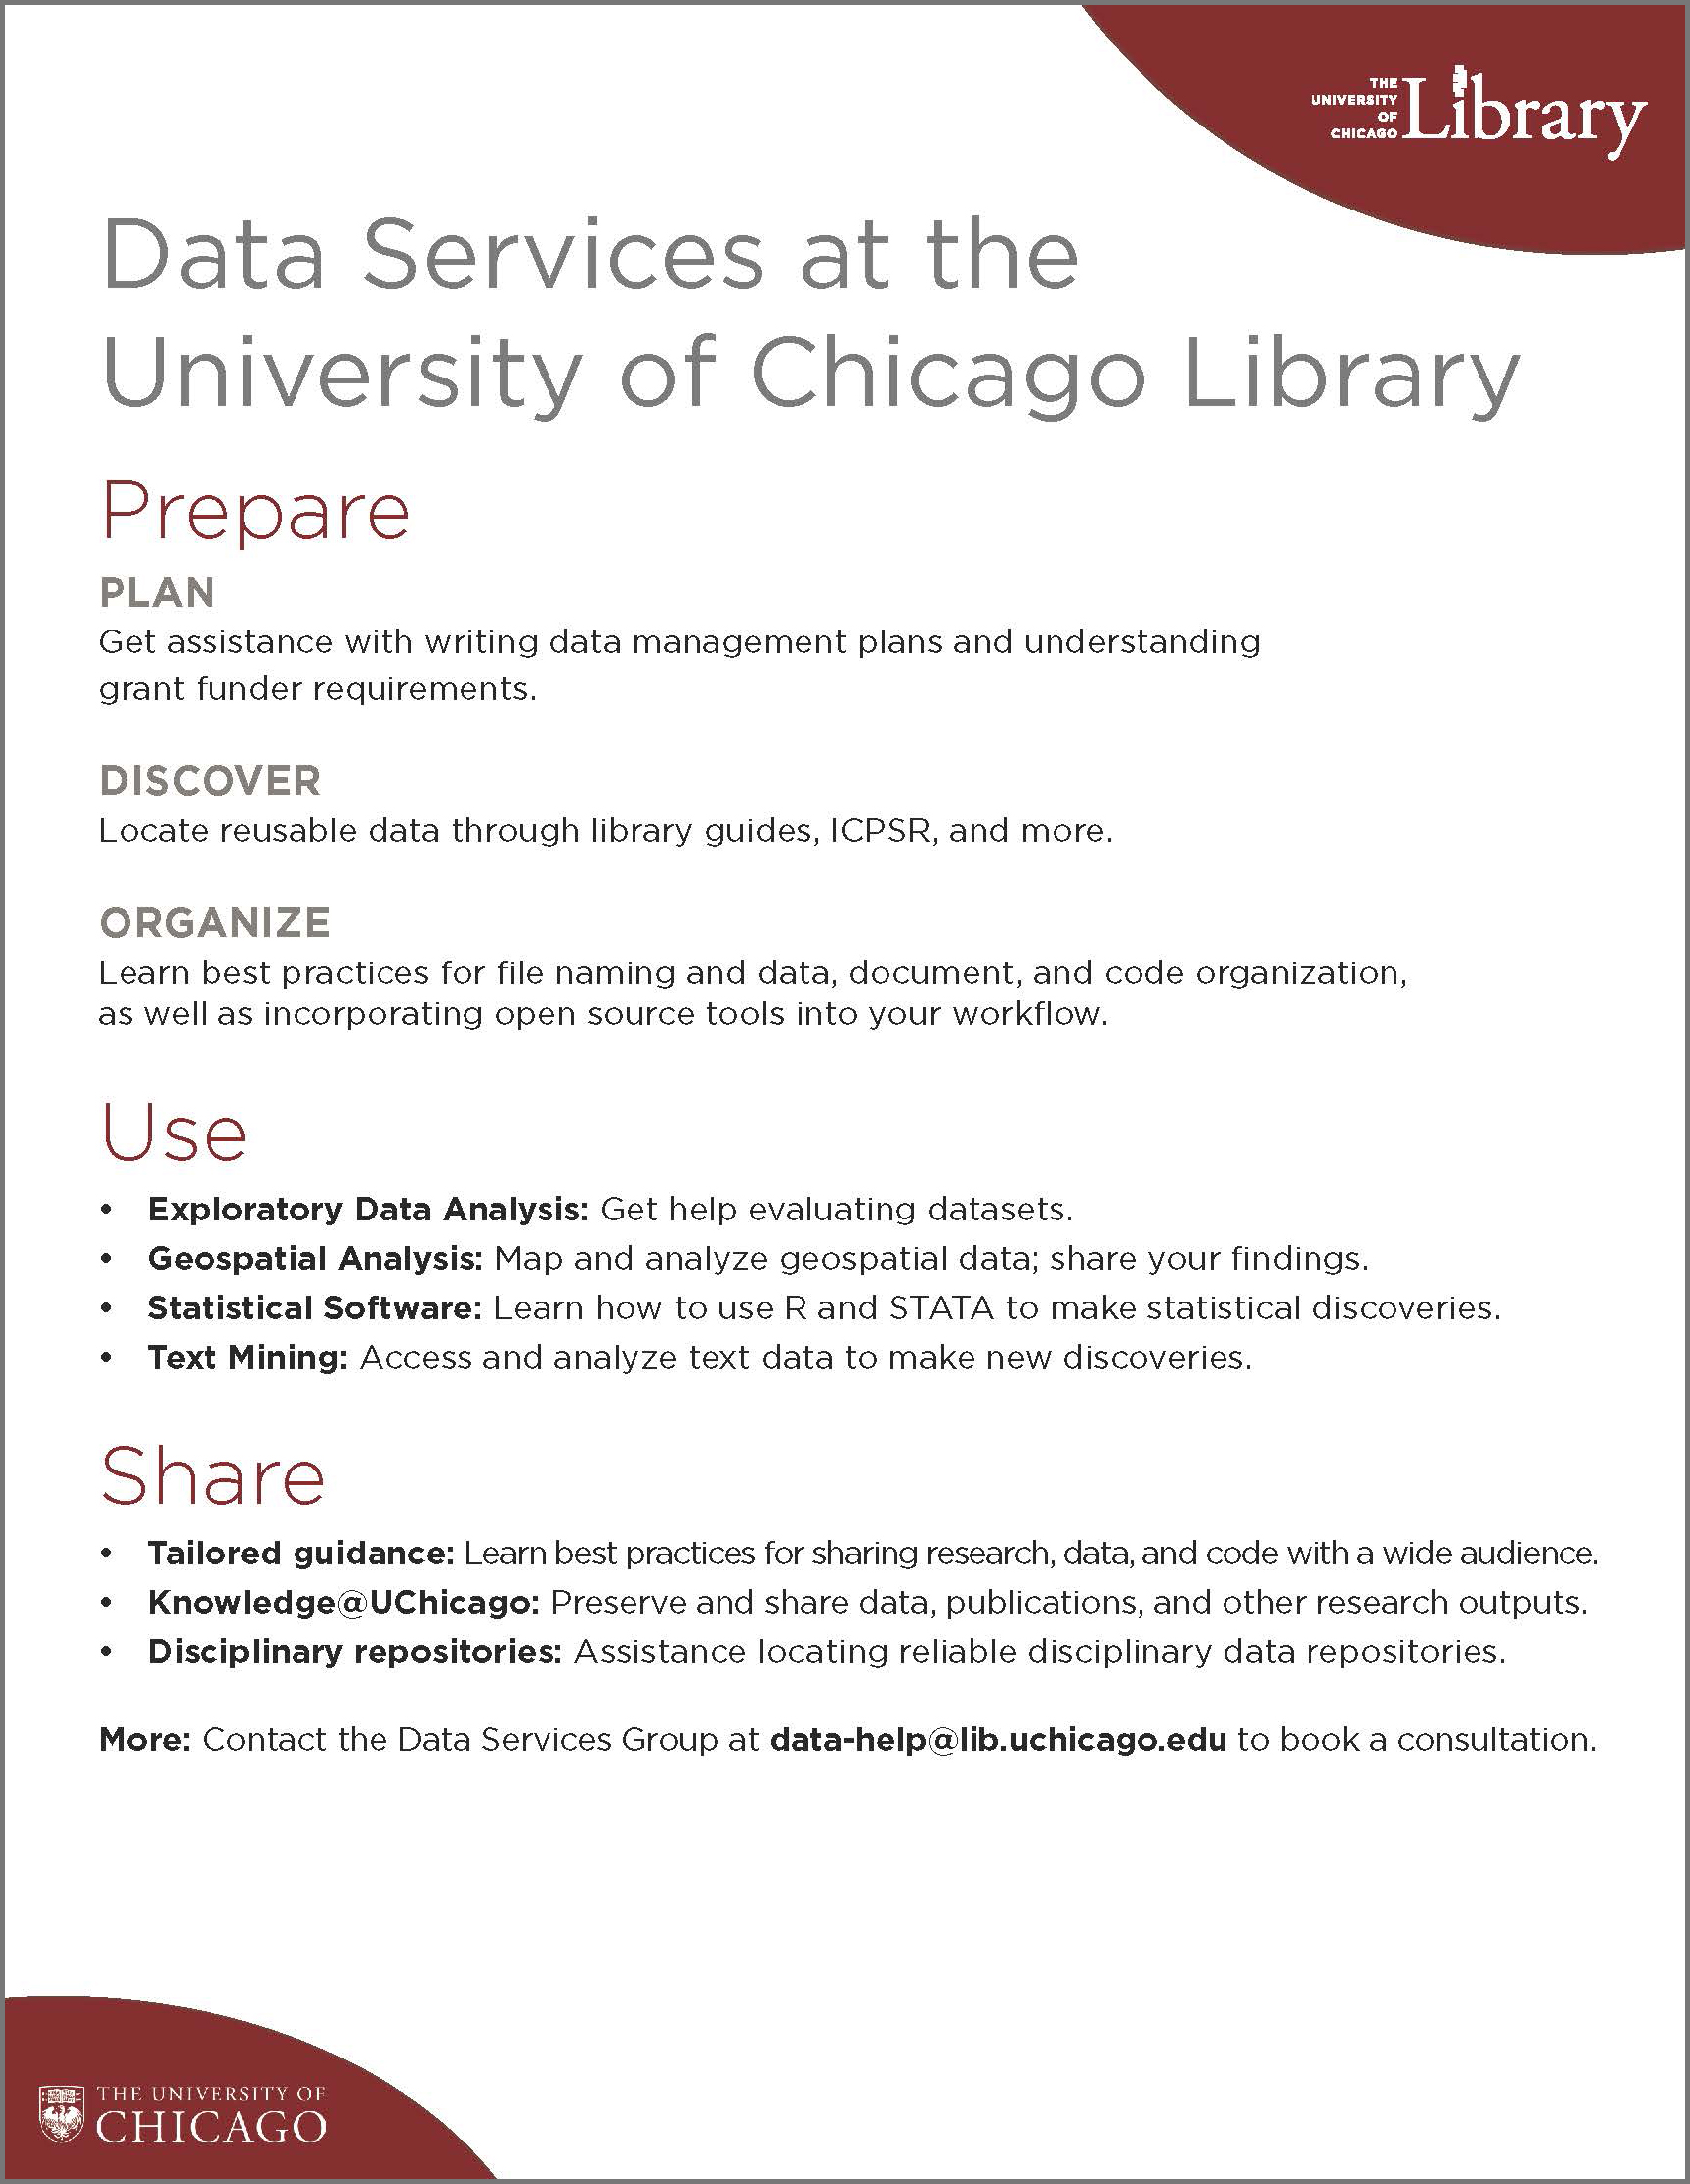 THE
UNIVERSITY
OF
CHICAGO
Library
Data Services at the
University of Chicago Library
Prepare
PLAN
Get assistance with writing data management plans and understanding
grant funder requirements.
DISCOVER
Locate reusable data through library guides, ICPSR, and more.
ORGANIZE
Learn best practices for file naming and data, document, and code organization,
as well as incorporating open source tools into your workflow.
Use
• Exploratory Data Analysis: Get help evaluating datasets.
• Geospatial Analysis: Map and analyze geospatial data; share your findings.
• Statistical Software: Learn how to use R and STATA to make statistical discoveries.
• Text Mining: Access and analyze text data to make new discoveries.
Share
• Tailored guidance: Learn best practices for sharing research, data, and code with a wide audience.
• Knowledge@UChicago: Preserve and share data, publications, and other research outputs.
• Disciplinary repositories: Assistance locating reliable disciplinary data repositories.
More: Contact the Data Services Group at data-help@lib.uchicago.edu to book a consultation.
THE UNIVERSITY OF
CHICAGO